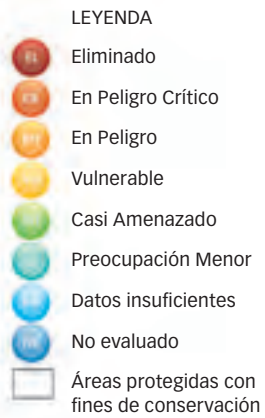 LEYENDA
Eliminado
En Peligro Crítico
En Peligro
Vulnerable
Casi Amenazado
Preocupación Menor
Datos insuficientes
No evaluado
Áreas protegidas con
fines de conservación